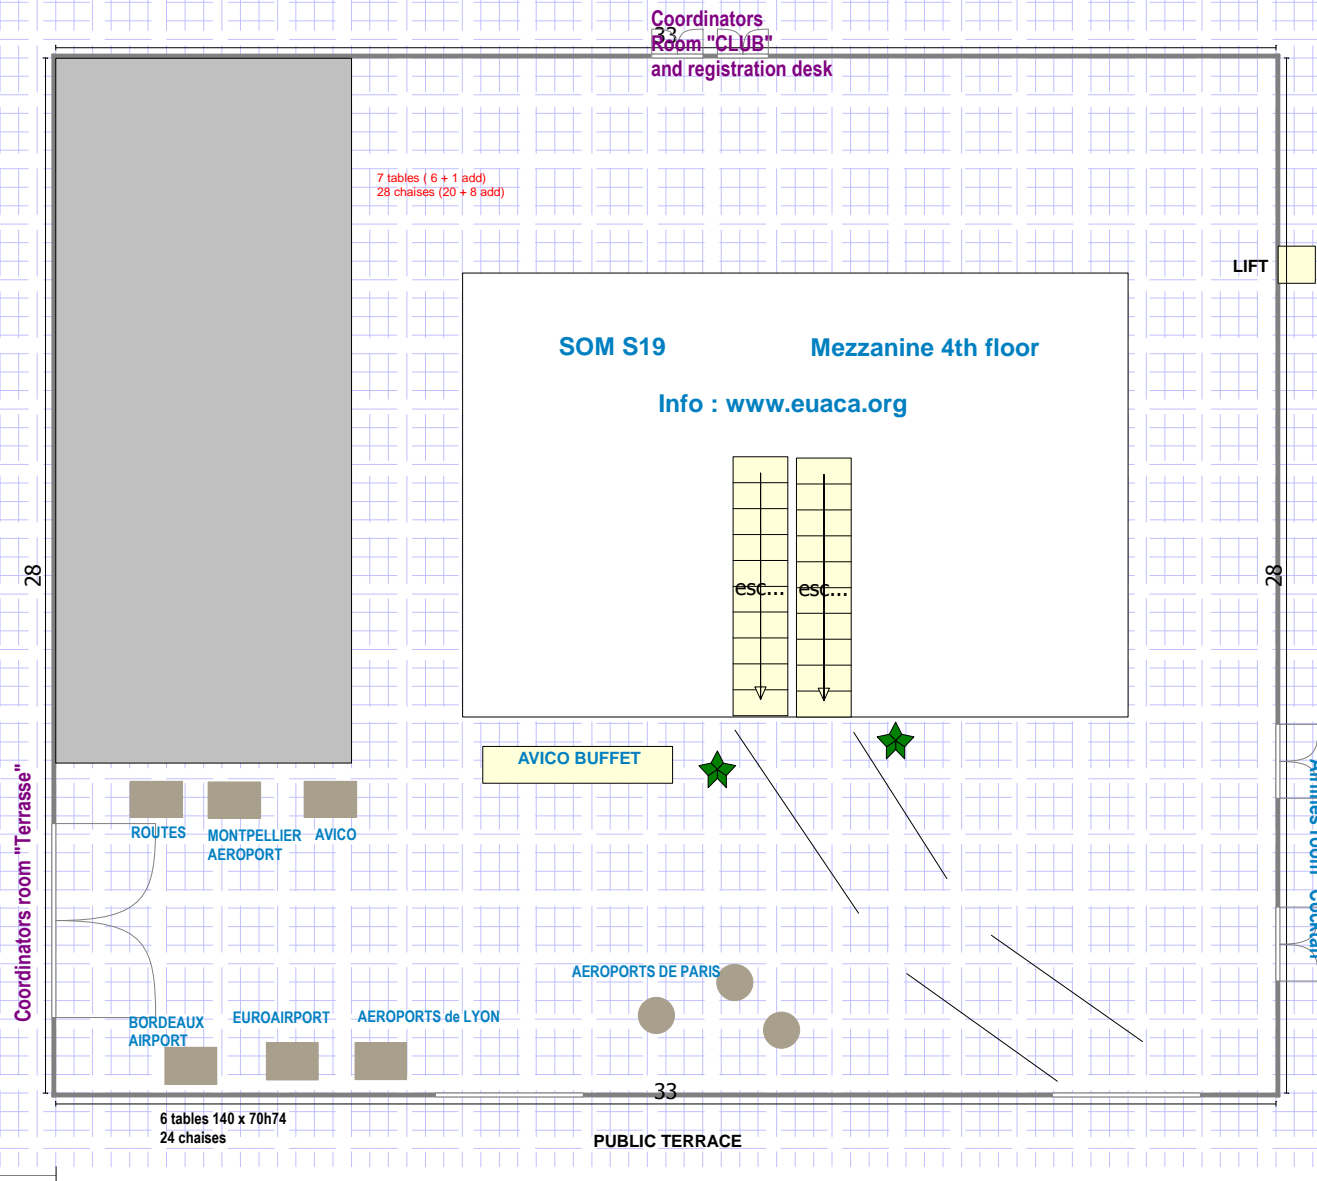 Coordinators
33
Room "CLUB"
and registration desk
7 tables ( 6 + 1 add)
28 chaises (20 + 8 add)
LIFT
SOM S19
Mezzanine 4th floor
Info : www.euaca.org
28
esc...
esc...
28
AVICO BUFFET
Coordinators room "Terrasse"
Airlines room "Cocktail"
ROUTES
MONTPELLIER
AEROPORT
AVICO
AEROPORTS DE PARIS
BORDEAUX
AIRPORT
EUROAIRPORT
AEROPORTS de LYON
33
6 tables 140 x 70h74
24 chaises
PUBLIC TERRACE